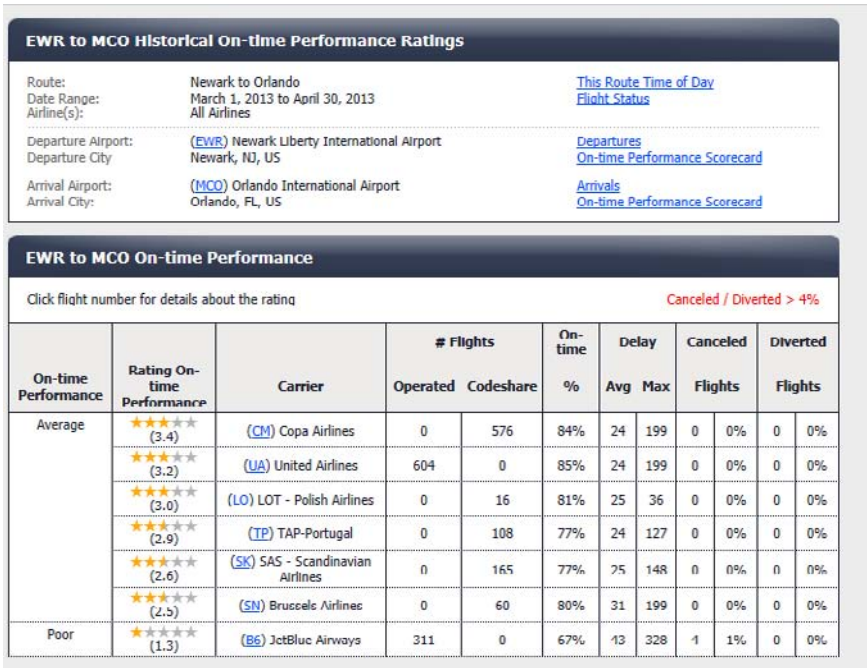 EWR to MCO Historical On-time Performance Ratings
Route: Newark to Orlando This Route Time of Day
Date Range: March 1, 2013 to April 30, 2013 Flight Status
Airline(s): All Airlines
Departure Airport: (EWR) Newark Liberty International Airport Departures
Departure City Newark, NJ, US On-time Performance Scorecard
Arrival Airport: (MCO) Orlando International Airport Arrivals
Arrival City: Orlando, FL, US On-time Performance Scorecard
EWR to MCO On-time Performance
Click flight number for details about the rating Canceled / Diverted > 4%
On-time Performance Rating On-time Performance Carrier # Flights Operated Codeshare On-time % Delay Avg Max Canceled Flights Diverted Flights
Average (3.4) (CM) Copa Airlines 0 576 84% 24 199 0 0% 0 0%
(3.2) (UA) United Airlines 604 0 85% 24 199 0 0% 0 0%
(3.0) (LO) LOT - Polish Airlines 0 16 81% 25 36 0 0% 0 0%
(2.9) (TP) TAP-Portugal 0 108 77% 24 127 0 0% 0 0%
(2.6) (SK) SAS - Scandinavian Airlines 0 165 77% 25 148 0 0% 0 0%
(2.5) (SN) Brussels Airlines 0 60 80% 31 199 0 0% 0 0%
Poor (1.3) (B6) JetBlue Airways 311 0 67% 43 328 4 1% 0 0%